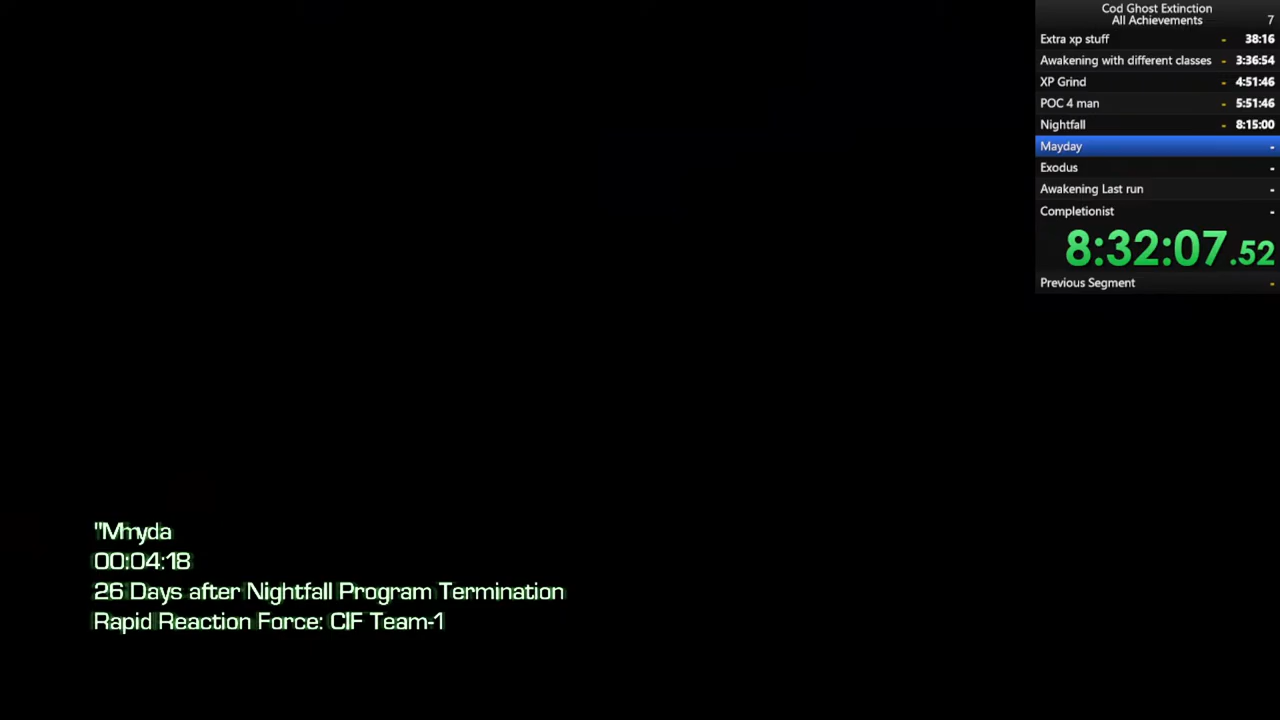 Cod Ghost Extinction
All Achievements 7
Extra xp stuff - 38:16
Awakening with different classes - 3:36:54
XP Grind - 4:51:46
POC 4 man - 5:51:46
Nightfall - 8:15:00
Mayday -
Exodus -
Awakening Last run -
Completionist -
8:32:07.52
Previous Segment -
"Mmyda
00:04:18
26 Days after Nightfall Program Termination
Rapid Reaction Force: CIF Team-1